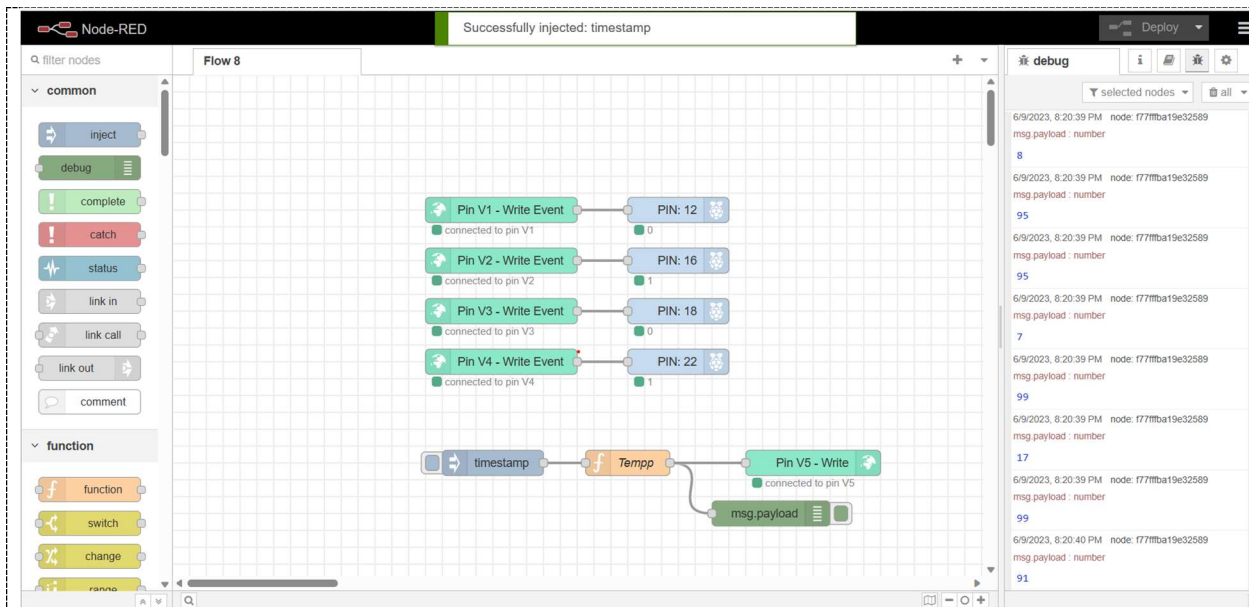 Node-RED
Successfully injected: timestamp
Deploy
filter nodes
Flow 8
debug
i
common
selected nodes
all
inject
debug
complete
catch
status
link in
link call
link out
comment
function
function
switch
change
range
Pin V1 - Write Event
PIN: 12
connected to pin V1
0
Pin V2 - Write Event
PIN: 16
connected to pin V2
1
Pin V3 - Write Event
PIN: 18
connected to pin V3
0
Pin V4 - Write Event
PIN: 22
connected to pin V4
1
timestamp
f
Tempp
Pin V5 - Write
connected to pin V5
msg.payload
6/9/2023, 8:20:39 PM node: f77fffba19e32589
msg.payload : number
8
6/9/2023, 8:20:39 PM node: f77fffba19e32589
msg.payload : number
95
6/9/2023, 8:20:39 PM node: f77fffba19e32589
msg.payload : number
95
6/9/2023, 8:20:39 PM node: f77fffba19e32589
msg.payload : number
7
6/9/2023, 8:20:39 PM node: f77fffba19e32589
msg.payload : number
99
6/9/2023, 8:20:39 PM node: f77fffba19e32589
msg.payload : number
17
6/9/2023, 8:20:39 PM node: f77fffba19e32589
msg.payload : number
99
6/9/2023, 8:20:40 PM node: f77fffba19e32589
msg.payload : number
91